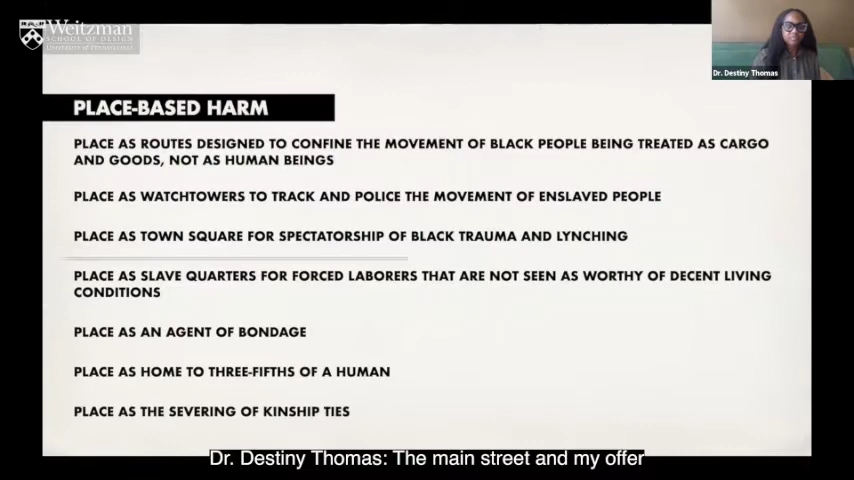 Weitzman
SCHOOL OF DESIGN
UNIVERSITY OF PENNSYLVANIA
Dr. Destiny Thomas
PLACE-BASED HARM
PLACE AS ROUTES DESIGNED TO CONFINE THE MOVEMENT OF BLACK PEOPLE BEING TREATED AS CARGO
AND GOODS, NOT AS HUMAN BEINGS
PLACE AS WATCHTOWERS TO TRACK AND POLICE THE MOVEMENT OF ENSLAVED PEOPLE
PLACE AS TOWN SQUARE FOR SPECTATORSHIP OF BLACK TRAUMA AND LYNCHING
PLACE AS SLAVE QUARTERS FOR FORCED LABORERS THAT ARE NOT SEEN AS WORTHY OF DECENT LIVING
CONDITIONS
PLACE AS AN AGENT OF BONDAGE
PLACE AS HOME TO THREE-FIFTHS OF A HUMAN
PLACE AS THE SEVERING OF KINSHIP TIES
Dr. Destiny Thomas: The main street and my offer